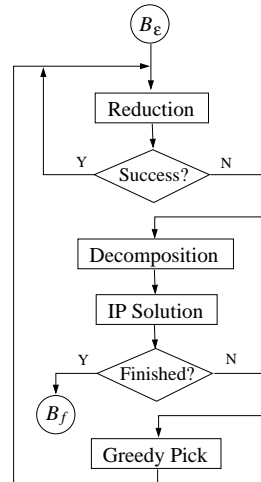 B_ε
Reduction
Y
N
Success?
Decomposition
IP Solution
Y
N
Finished?
B_f
Greedy Pick